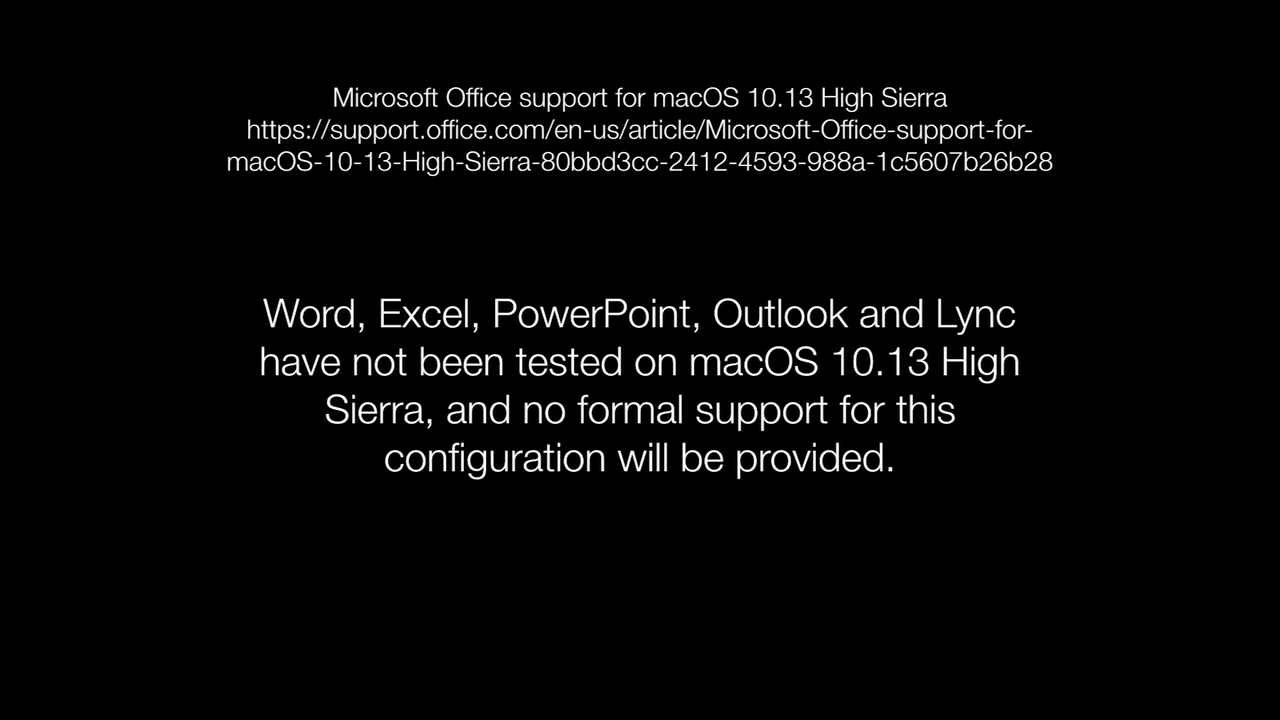 Microsoft Office support for macOS 10.13 High Sierra
https://support.office.com/en-us/article/Microsoft-Office-support-for-
macOS-10-13-High-Sierra-80bbd3cc-2412-4593-988a-1c5607b26b28
Word, Excel, PowerPoint, Outlook and Lync
have not been tested on macOS 10.13 High
Sierra, and no formal support for this
configuration will be provided.